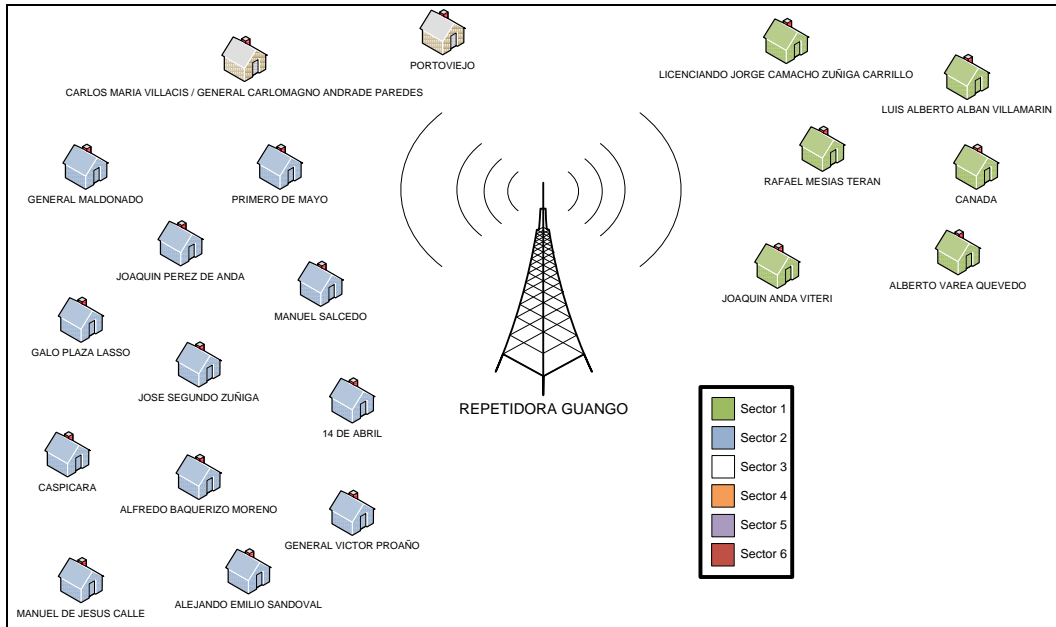 PORTOVIEJO
CARLOS MARIA VILLACIS / GENERAL CARLOMAGNO ANDRADE PAREDES
LICENCIANDO JORGE CAMACHO ZUÑIGA CARRILLO
LUIS ALBERTO ALBAN VILLAMARIN
GENERAL MALDONADO
PRIMERO DE MAYO
RAFAEL MESIAS TERAN
CANADA
JOAQUIN PEREZ DE ANDA
MANUEL SALCEDO
JOAQUIN ANDA VITERI
ALBERTO VAREA QUEVEDO
GALO PLAZA LASSO
JOSE SEGUNDO ZUÑIGA
14 DE ABRIL
REPETIDORA GUANGO
CASPICARA
ALFREDO BAQUERIZO MORENO
GENERAL VICTOR PROAÑO
MANUEL DE JESUS CALLE
ALEJANDO EMILIO SANDOVAL
Sector 1
Sector 2
Sector 3
Sector 4
Sector 5
Sector 6